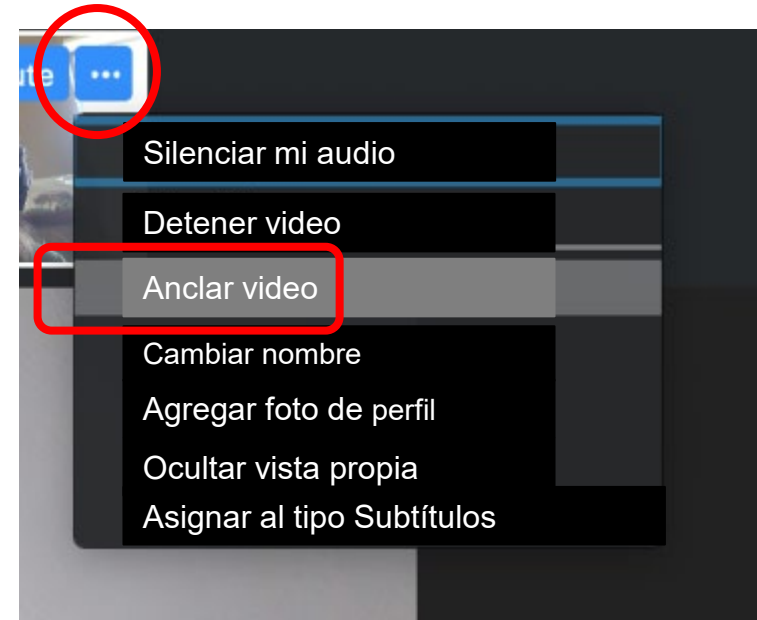 ···
Silenciar mi audio
Detener video
Anclar video
Cambiar nombre
Agregar foto de perfil
Ocultar vista propia
Asignar al tipo Subtítulos